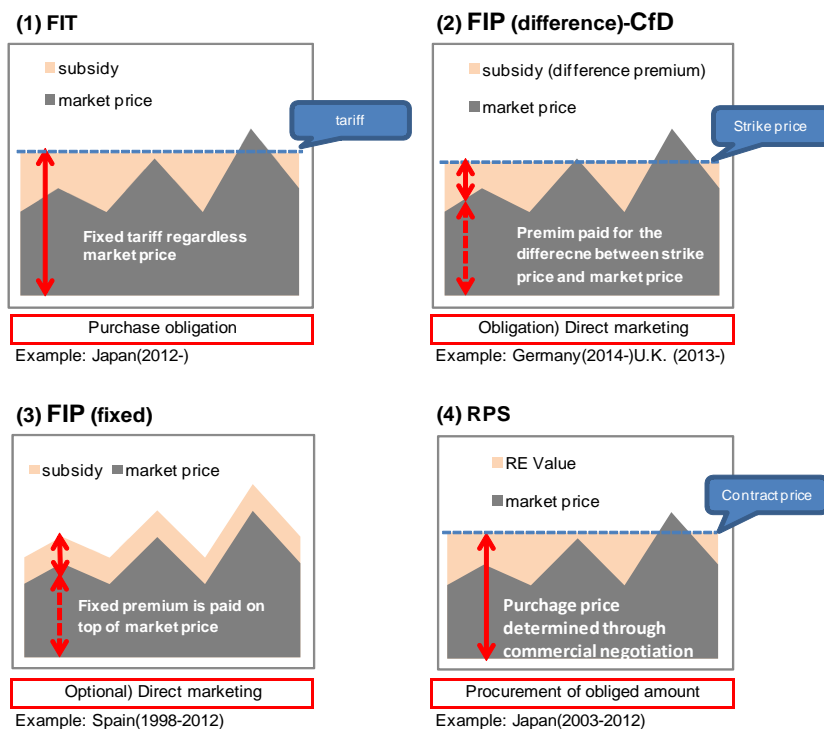 (1) FIT
subsidy
market price
tariff
Fixed tariff regardless
market price
Purchase obligation
Example: Japan(2012-)
(2) FIP (difference)-CfD
subsidy (difference premium)
market price
Strike price
Premim paid for the
differecne between strike
price and market price
Obligation) Direct marketing
Example: Germany(2014-)U.K. (2013-)
(3) FIP (fixed)
subsidy market price
Fixed premium is paid on
top of market price
Optional) Direct marketing
Example: Spain(1998-2012)
(4) RPS
RE Value
market price
Contract price
Purchage price
determined through
commercial negotiation
Procurement of obliged amount
Example: Japan(2003-2012)